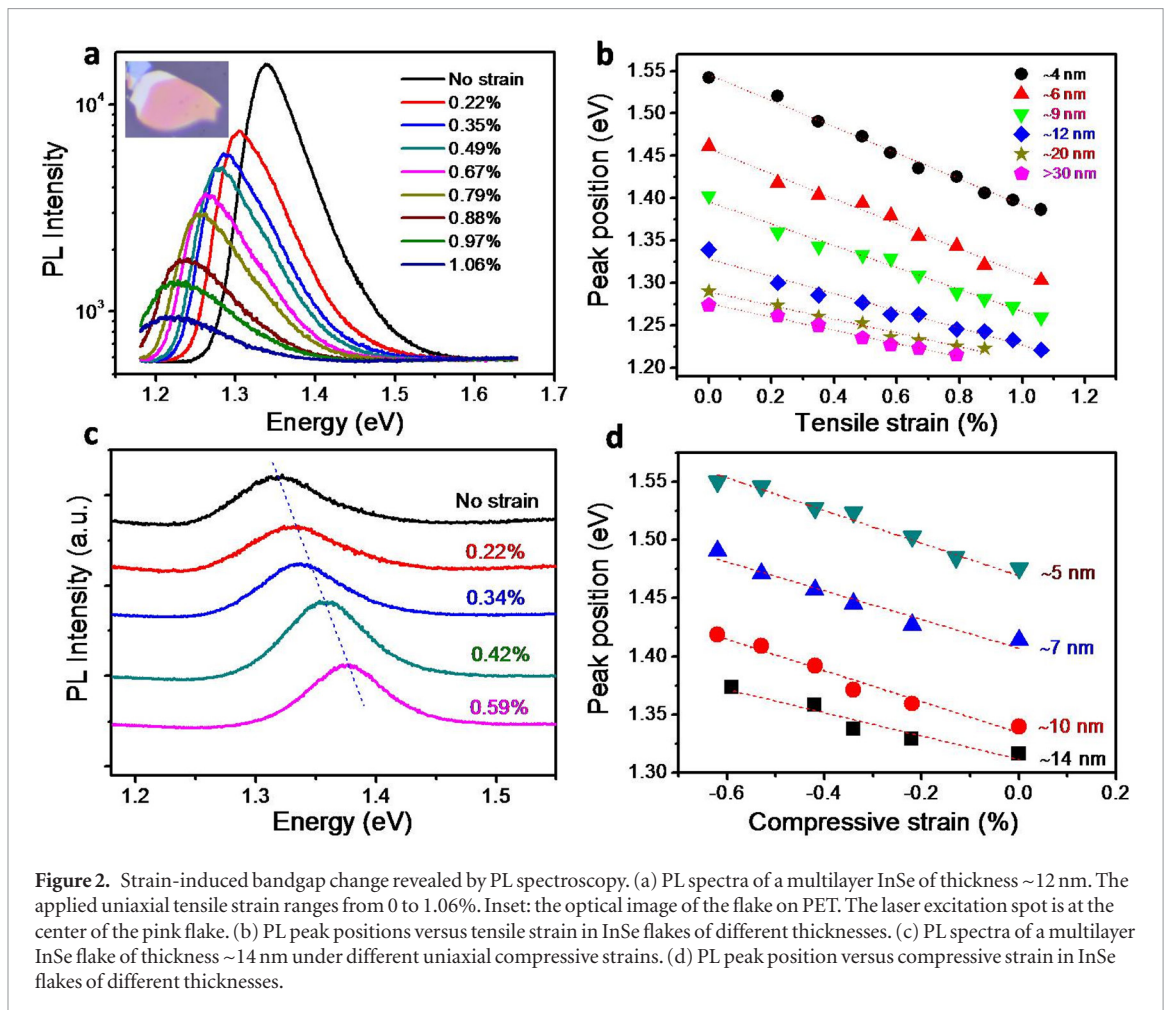 a
10^4
10^3
PL Intensity
No strain
0.22%
0.35%
0.49%
0.67%
0.79%
0.88%
0.97%
1.06%
1.2 1.3 1.4 1.5 1.6 1.7
Energy (eV)
b
1.55
1.50
1.45
1.40
1.35
1.30
1.25
1.20
Peak position (eV)
~4 nm
~6 nm
~9 nm
~12 nm
~20 nm
>30 nm
0.0 0.2 0.4 0.6 0.8 1.0 1.2
Tensile strain (%)
c
PL Intensity (a.u.)
No strain
0.22%
0.34%
0.42%
0.59%
1.2 1.3 1.4 1.5
Energy (eV)
d
1.55
1.50
1.45
1.40
1.35
1.30
Peak position (eV)
~5 nm
~7 nm
~10 nm
~14 nm
-0.6 -0.4 -0.2 0.0 0.2
Compressive strain (%)
Figure 2. Strain-induced bandgap change revealed by PL spectroscopy. (a) PL spectra of a multilayer InSe of thickness ~12 nm. The
applied uniaxial tensile strain ranges from 0 to 1.06%. Inset: the optical image of the flake on PET. The laser excitation spot is at the
center of the pink flake. (b) PL peak positions versus tensile strain in InSe flakes of different thicknesses. (c) PL spectra of a multilayer
InSe flake of thickness ~14 nm under different uniaxial compressive strains. (d) PL peak position versus compressive strain in InSe
flakes of different thicknesses.